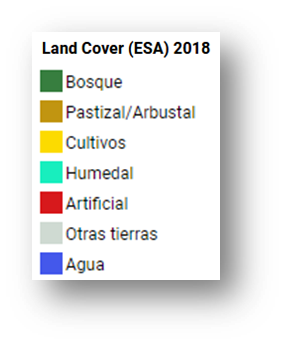 Land Cover (ESA) 2018
Bosque
Pastizal/Arbustal
Cultivos
Humedal
Artificial
Otras tierras
Agua